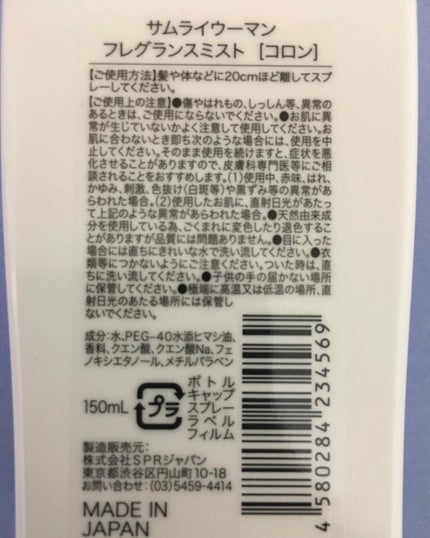 サムライウーマン
フレグランスミスト [コロン]
【ご使用方法】髪や体などに20cmほど離してスプ
レーしてください。
【ご使用上の注意】●傷やはれもの、しっしん等、異常の
あるときは、ご使用にならないでください。●お肌に異
常が生じていないかよく注意して使用してください。お
肌に合わないとき即ち次のような場合には、使用を中
止してください。そのまま使用を続けますと、症状を悪
化させることがありますので、皮膚科専門医等にご相
談されることをおすすめします。(1)使用中、赤味、はれ、
かゆみ、刺激、色抜け(白斑等)や黒ずみ等の異常があ
らわれた場合。(2)使用したお肌に、直射日光があたっ
て上記のような異常があらわれた場合。●天然由来成
分を使用している為、ごくまれに変色したり退色するこ
とがありますが品質には問題ありません。●目に入った
場合には直ちにきれいな水で洗い流してください。●衣
類等につかないようにご注意ください。ついた時は、直
ちに洗い流してください。●子供の手の届かない場所
に保管してください。●極端に高温又は低温の場所、直
射日光のあたる場所には保管し
ないでください。
成分:水、PEG-40水添ヒマシ油、
香料、クエン酸、クエン酸Na、フェ
ノキシエタノール、メチルパラベン
150mL
プラ
ボトル
キャップ
スプレー
ラベル
フィルム
製造販売元:
株式会社SPRジャパン
東京都渋谷区円山町10-18
お問い合わせ:(03)5459-4414
MADE IN
JAPAN
4 580284 234569